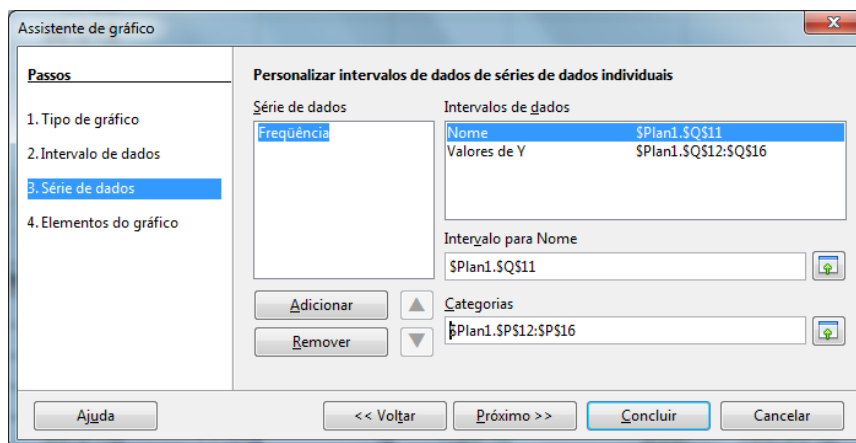 Assistente de gráfico
Passos
1. Tipo de gráfico
2. Intervalo de dados
3. Série de dados
4. Elementos do gráfico
Personalizar intervalos de dados de séries de dados individuais
Série de dados
Freqüência
Adicionar
Remover
Intervalos de dados
Nome $Plan1.$Q$11
Valores de Y $Plan1.$Q$12:$Q$16
Intervalo para Nome
$Plan1.$Q$11
Categorias
$Plan1.$P$12:$P$16
Ajuda
<< Voltar
Próximo >>
Concluir
Cancelar